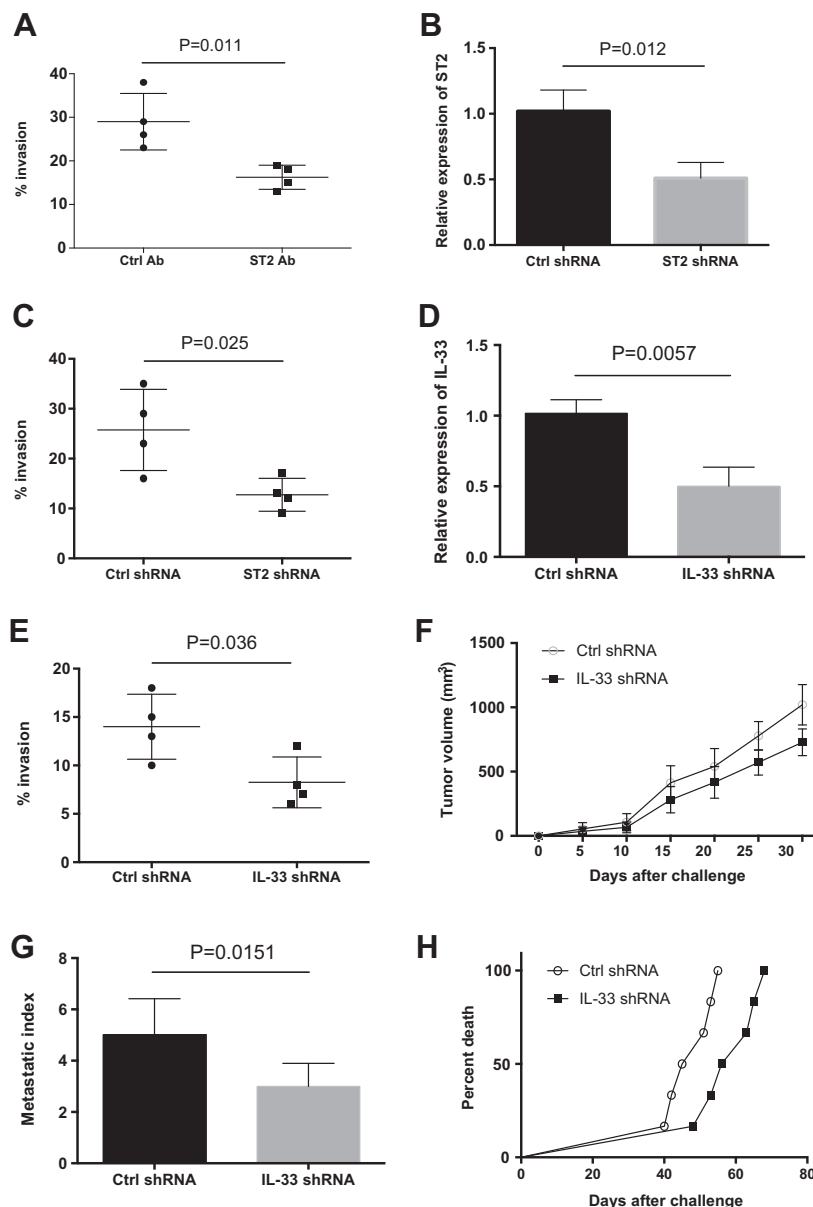 A
P=0.011
% invasion
40
30
20
10
0
Ctrl Ab
ST2 Ab
B
P=0.012
Relative expression of ST2
1.5
1.0
0.5
0.0
Ctrl shRNA
ST2 shRNA
C
P=0.025
% invasion
40
30
20
10
0
Ctrl shRNA
ST2 shRNA
D
P=0.0057
Relative expression of IL-33
1.5
1.0
0.5
0.0
Ctrl shRNA
IL-33 shRNA
E
P=0.036
% invasion
20
15
10
5
0
Ctrl shRNA
IL-33 shRNA
F
Ctrl shRNA
IL-33 shRNA
Tumor volume (mm³)
1500
1000
500
0
0 5 10 15 20 25 30
Days after challenge
G
P=0.0151
Metastatic index
8
6
4
2
0
Ctrl shRNA
IL-33 shRNA
H
Ctrl shRNA
IL-33 shRNA
Percent death
100
50
0
0 20 40 60 80
Days after challenge